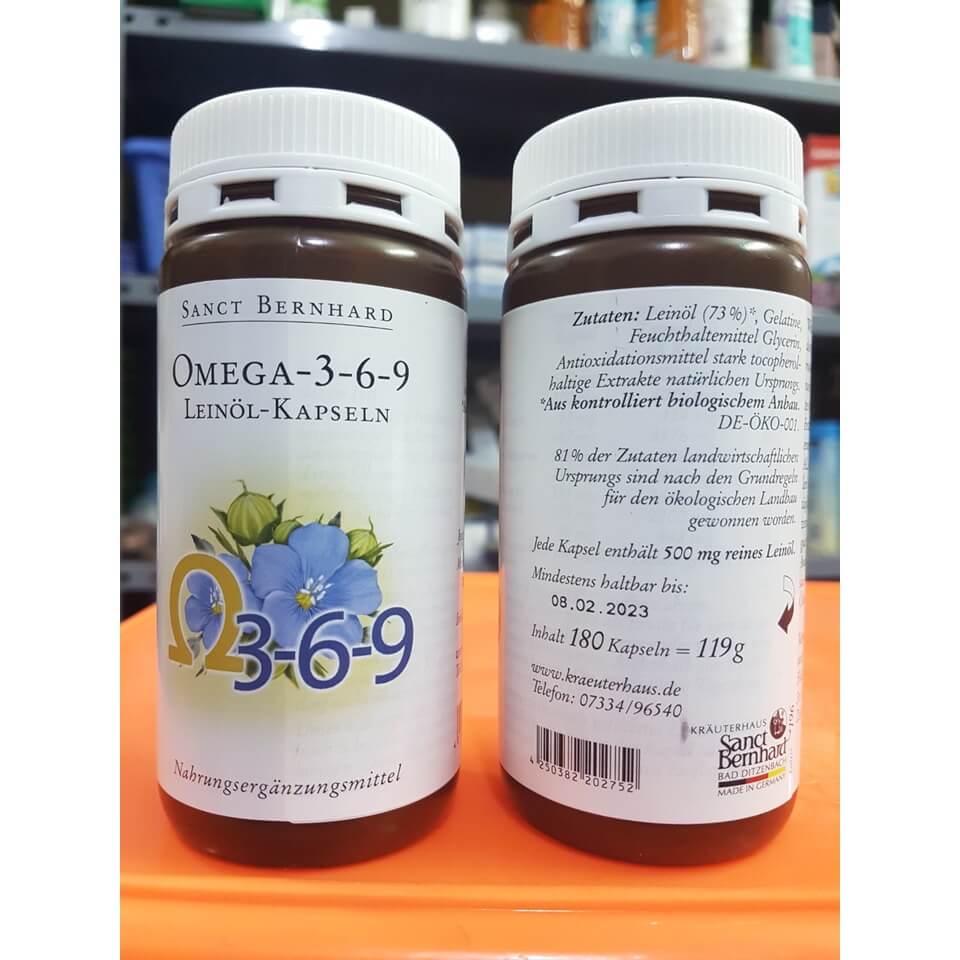 SANCT BERNHARD
OMEGA-3-6-9
LEINÖL-KAPSELN
Ω3-6-9
Nahrungsergänzungsmittel
Zutaten: Leinöl (73%)*, Gelatine,
Feuchthaltemittel Glycerin,
Antioxidationsmittel stark tocopherol-
haltige Extrakte natürlichen Ursprungs.
*Aus kontrolliert biologischem Anbau.
DE-ÖKO-001.
81% der Zutaten landwirtschaftlichen
Ursprungs sind nach den Grundregeln
für den ökologischen Landbau
gewonnen worden.
Jede Kapsel enthält 500 mg reines Leinöl.
Mindestens haltbar bis:
08.02.2023
Inhalt 180 Kapseln = 119g
www.kraeuterhaus.de
Telefon: 07334/96540
4 250382 202752
KRÄUTERHAUS
Sanct
Bernhard
BAD DITZENBACH
MADE IN GERMANY